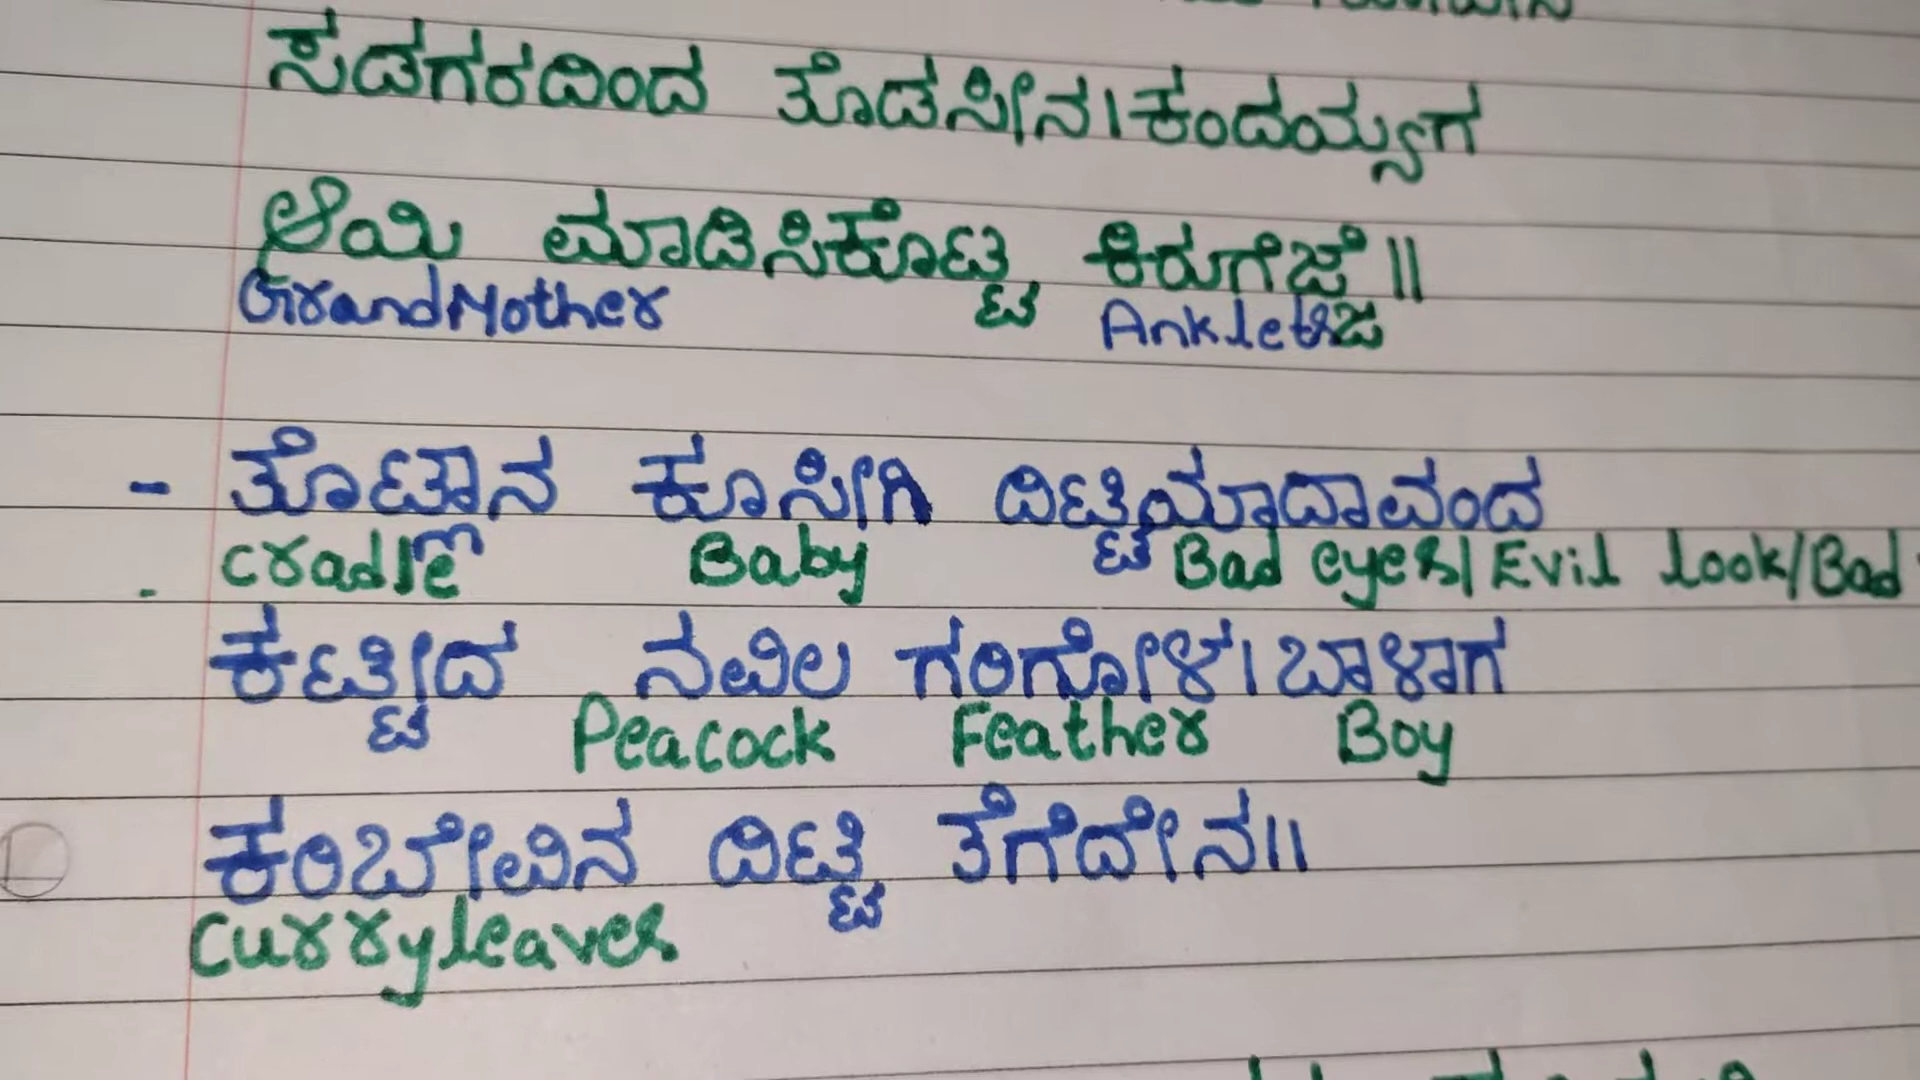 ಸಡಗರದಿಂದ ತೊಡಸೀನ।ಕಂದಯ್ಯಗ
ಆಯಿ ಮಾಡಿಸಿಕೊಟ್ಟ ಕಿರುಗೆಜ್ಜೆ॥
GrandMother Anklets
- ತೊಟ್ಟಿಲಾನ ಕೂಸೀಗಿ ದಿಟ್ಟಿಯಾದಾವಂದ
cradle Baby Bad eyes/Evil look/Bad
ಕಟ್ಟೀದ ನವಿಲ ಗರಿಗೋಳ।ಬಾಳಾಗ
Peacock Feather Boy
ಕರಿಬೇವಿನ ದಿಟ್ಟಿ ತೆಗೆದೇನ॥
curryleaves